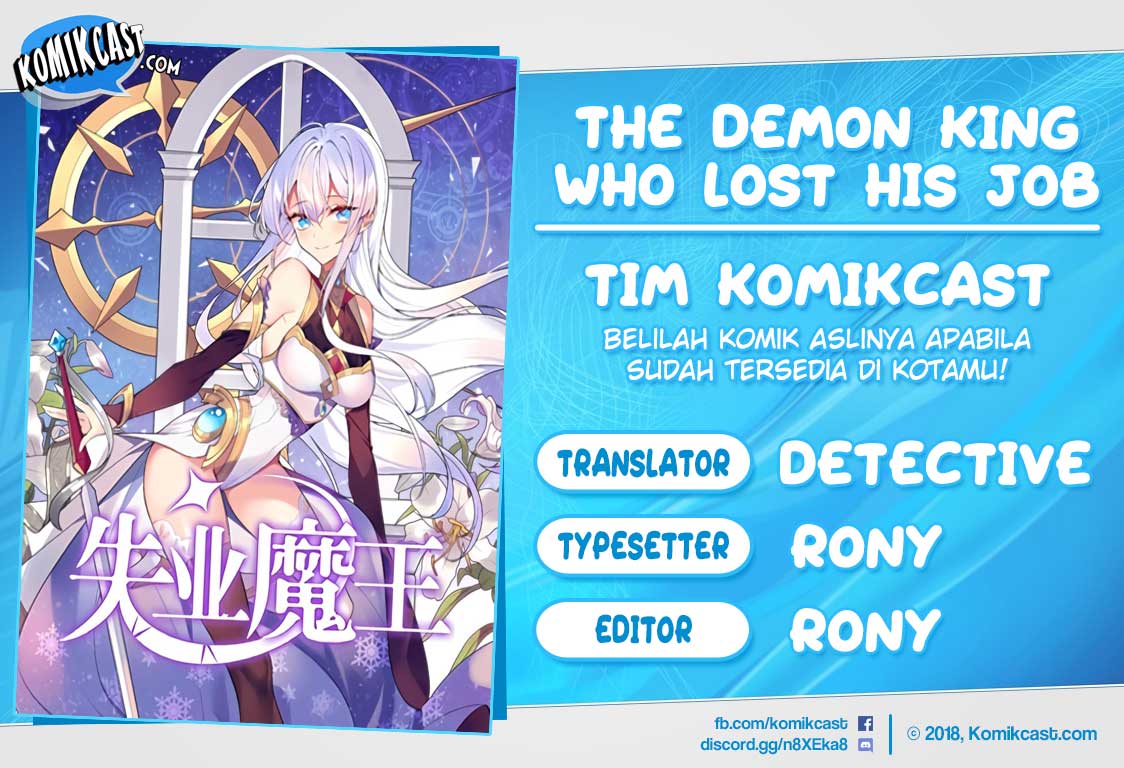 KOMIKCAST
.COM
失业魔王
THE DEMON KING
WHO LOST HIS JOB
TIM KOMIKCAST
BELILAH KOMIK ASLINYA APABILA
SUDAH TERSEDIA DI KOTAMU!
TRANSLATOR DETECTIVE
TYPESETTER RONY
EDITOR RONY
fb.com/komikcast
discord.gg/n8XEka8
© 2018, Komikcast.com